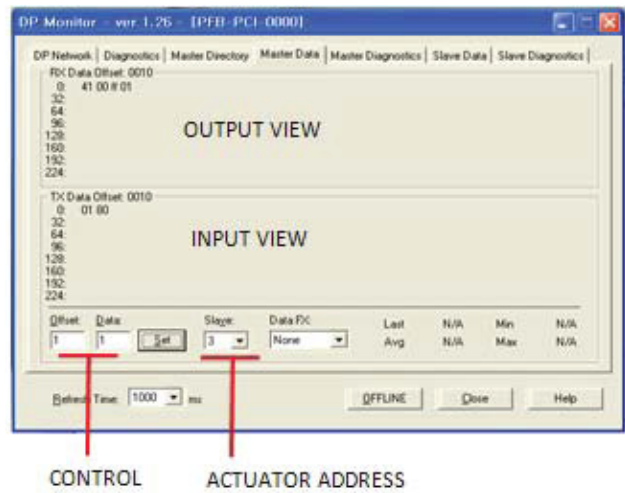 DP Monitor - ver 1.26 - [PFB-PCI-0000]
DP Network Diagnostics Master Directory Master Data Master Diagnostics Slave Data Slave Diagnostics
RX Data Offset: 0010
0: 41 00 ff 01
32:
64:
96:
128:
160:
192:
224:
OUTPUT VIEW
TX Data Offset: 0010
0: 01 80
32:
64:
96:
128:
160:
192:
224:
INPUT VIEW
Offset: Data: Slave: Data FX: Last N/A Min N/A
1 1 Set 3 None Avg N/A Max N/A
Refresh Time: 1000 ms OFFLINE Close Help
CONTROL ACTUATOR ADDRESS